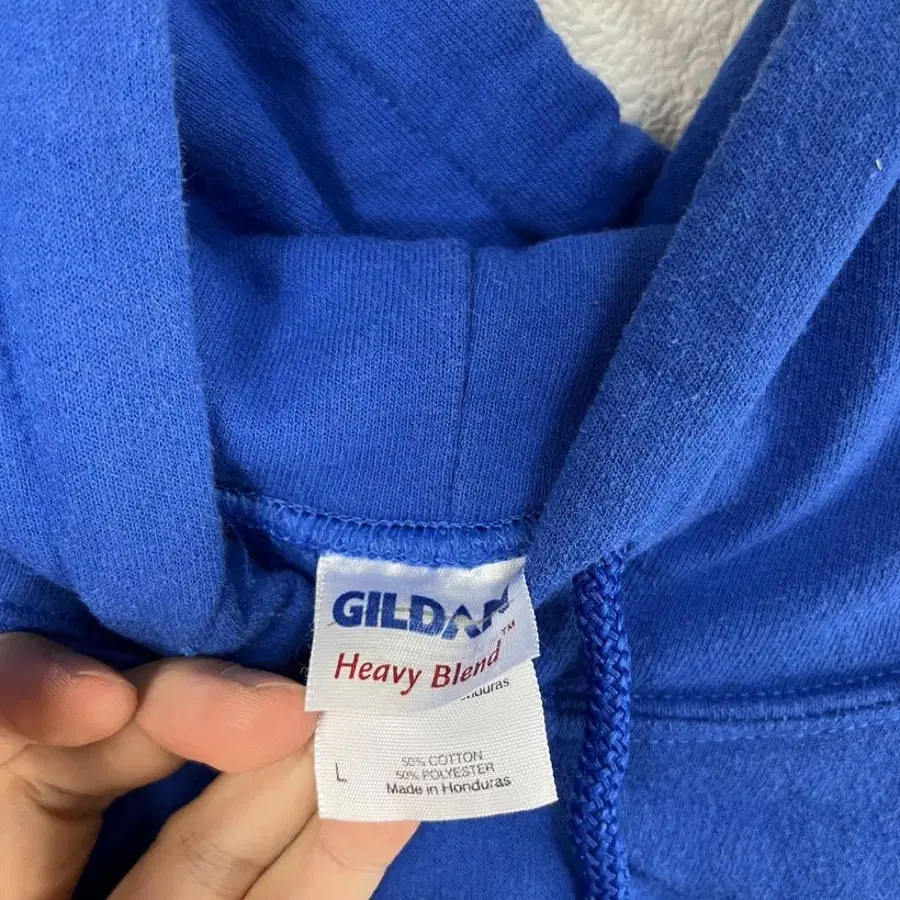 GILDAN
Heavy Blend™
Honduras
L
50% COTTON
50% POLYESTER
Made in Honduras